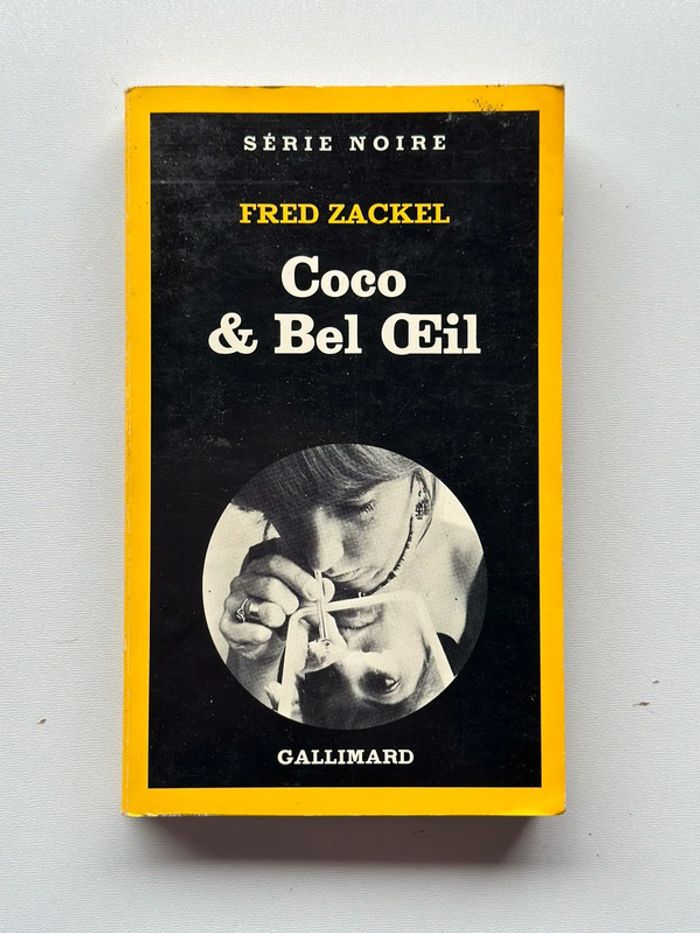 SÉRIE NOIRE
FRED ZACKEL
Coco
& Bel Œil
GALLIMARD